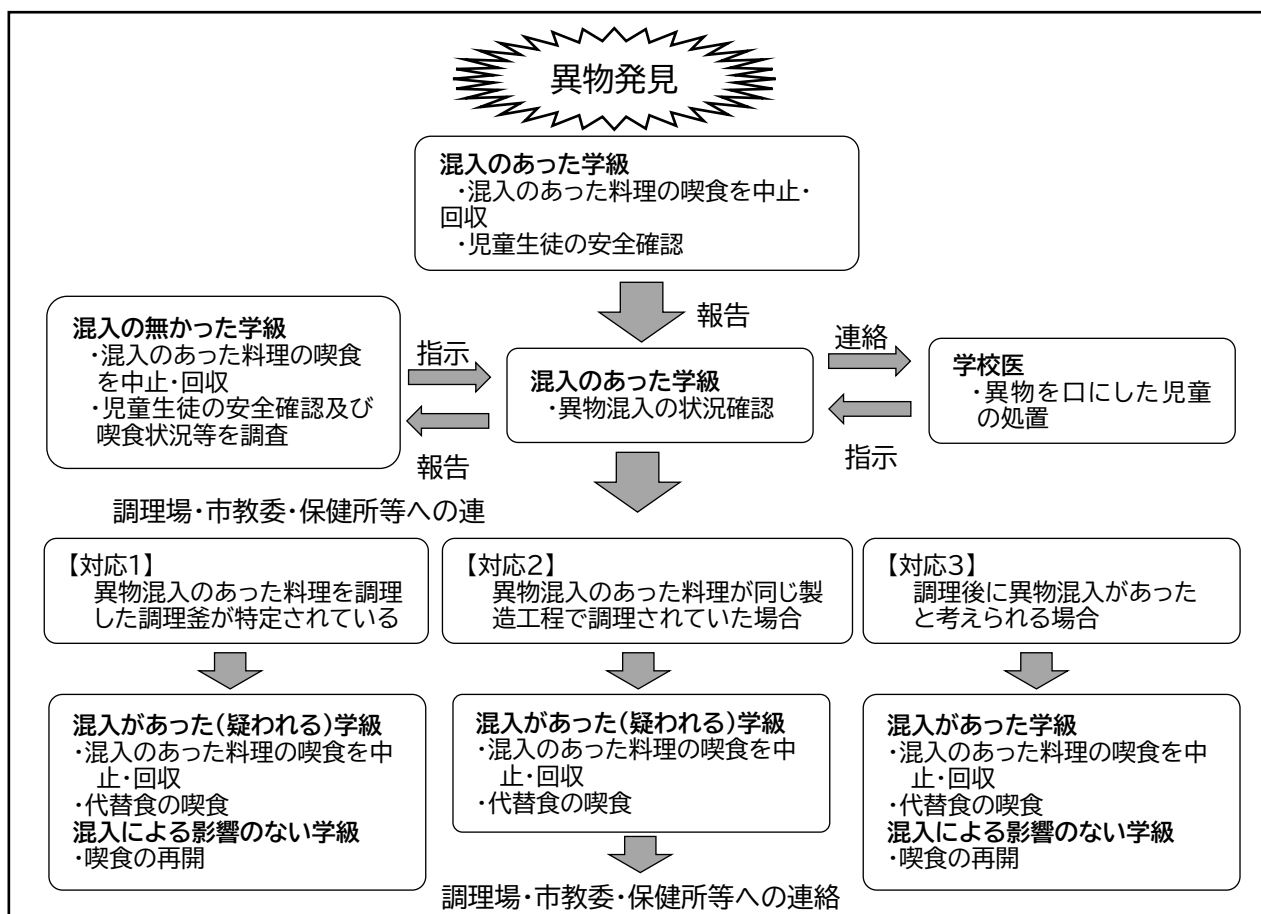 異物発見
混入のあった学級
・混入のあった料理の喫食を中止・
回収
・児童生徒の安全確認
報告
混入の無かった学級
・混入のあった料理の喫食
を中止・回収
・児童生徒の安全確認及び
喫食状況等を調査
指示
報告
混入のあった学級
・異物混入の状況確認
連絡
指示
学校医
・異物を口にした児童
の処置
調理場・市教委・保健所等への連
【対応1】
異物混入のあった料理を調理
した調理釜が特定されている
【対応2】
異物混入のあった料理が同じ製
造工程で調理されていた場合
【対応3】
調理後に異物混入があった
と考えられる場合
混入があった(疑われる)学級
・混入のあった料理の喫食を中
止・回収
・代替食の喫食
混入による影響のない学級
・喫食の再開
混入があった(疑われる)学級
・混入のあった料理の喫食を中
止・回収
・代替食の喫食
混入があった学級
・混入のあった料理の喫食を中
止・回収
・代替食の喫食
混入による影響のない学級
・喫食の再開
調理場・市教委・保健所等への連絡